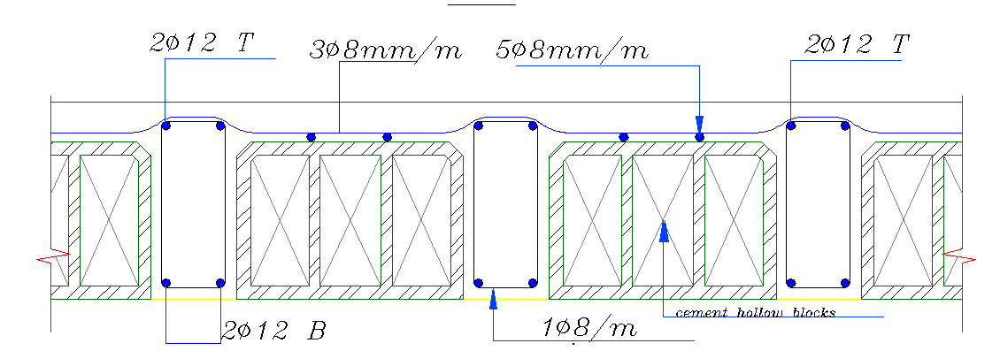 2φ12 T
3φ8mm/m
5φ8mm/m
2φ12 T
cement hollow blocks
2φ12 B
1φ8/m